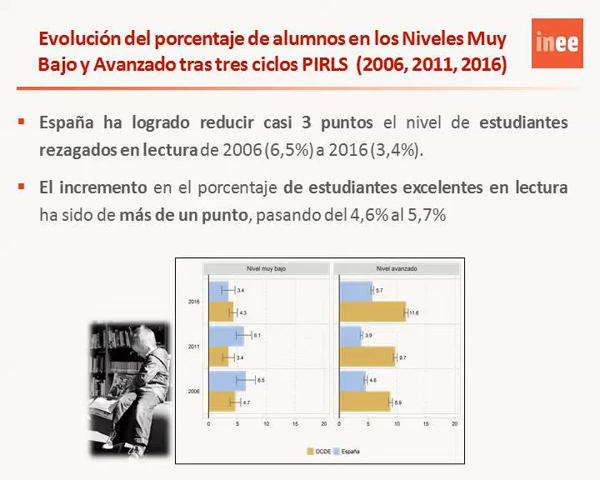 Evolución del porcentaje de alumnos en los Niveles Muy
Bajo y Avanzado tras tres ciclos PIRLS (2006, 2011, 2016)
inee
España ha logrado reducir casi 3 puntos el nivel de estudiantes
rezagados en lectura de 2006 (6,5%) a 2016 (3,4%).
El incremento en el porcentaje de estudiantes excelentes en lectura
ha sido de más de un punto, pasando del 4,6% al 5,7%
Nivel muy bajo Nivel avanzado
2016 3.4 5.7
4.3 11.6
2011 6.1 3.9
3.4 9.7
2006 6.5 4.6
4.7 8.9
0 5 10 15 20 0 5 10 15 20
OCDE España